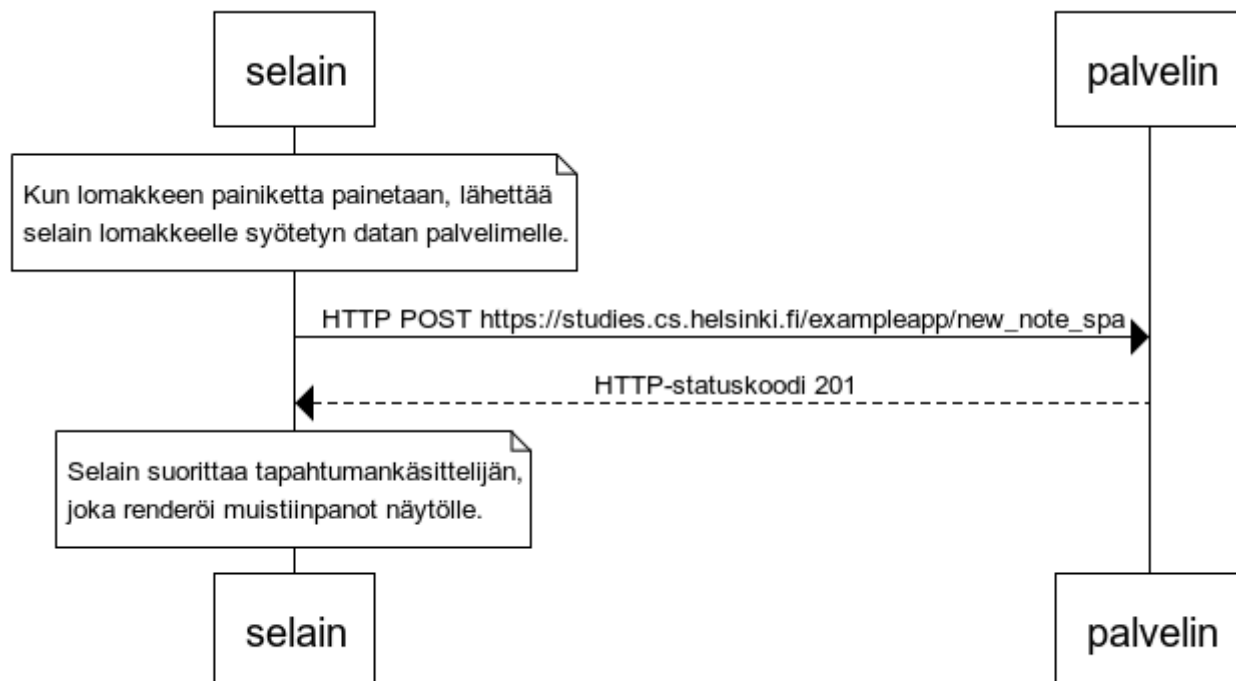 selain
palvelin
Kun lomakkeen painiketta painetaan, lähettää
selain lomakkeelle syötetyn datan palvelimelle.
HTTP POST https://studies.cs.helsinki.fi/exampleapp/new_note_spa
HTTP-statuskoodi 201
Selain suorittaa tapahtumankäsittelijän,
joka renderöi muistiinpanot näytölle.
selain
palvelin